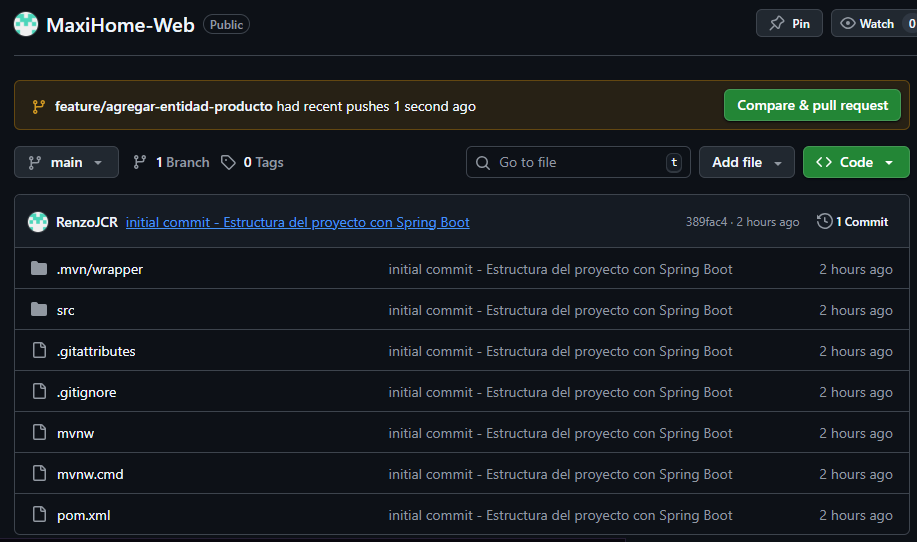 MaxiHome-Web Public Pin Watch 0
feature/agregar-entidad-producto had recent pushes 1 second ago Compare & pull request
main 1 Branch 0 Tags Go to file t Add file <> Code
RenzoJCR initial commit - Estructura del proyecto con Spring Boot 389fac4 · 2 hours ago 1 Commit
.mvn/wrapper initial commit - Estructura del proyecto con Spring Boot 2 hours ago
src initial commit - Estructura del proyecto con Spring Boot 2 hours ago
.gitattributes initial commit - Estructura del proyecto con Spring Boot 2 hours ago
.gitignore initial commit - Estructura del proyecto con Spring Boot 2 hours ago
mvnw initial commit - Estructura del proyecto con Spring Boot 2 hours ago
mvnw.cmd initial commit - Estructura del proyecto con Spring Boot 2 hours ago
pom.xml initial commit - Estructura del proyecto con Spring Boot 2 hours ago